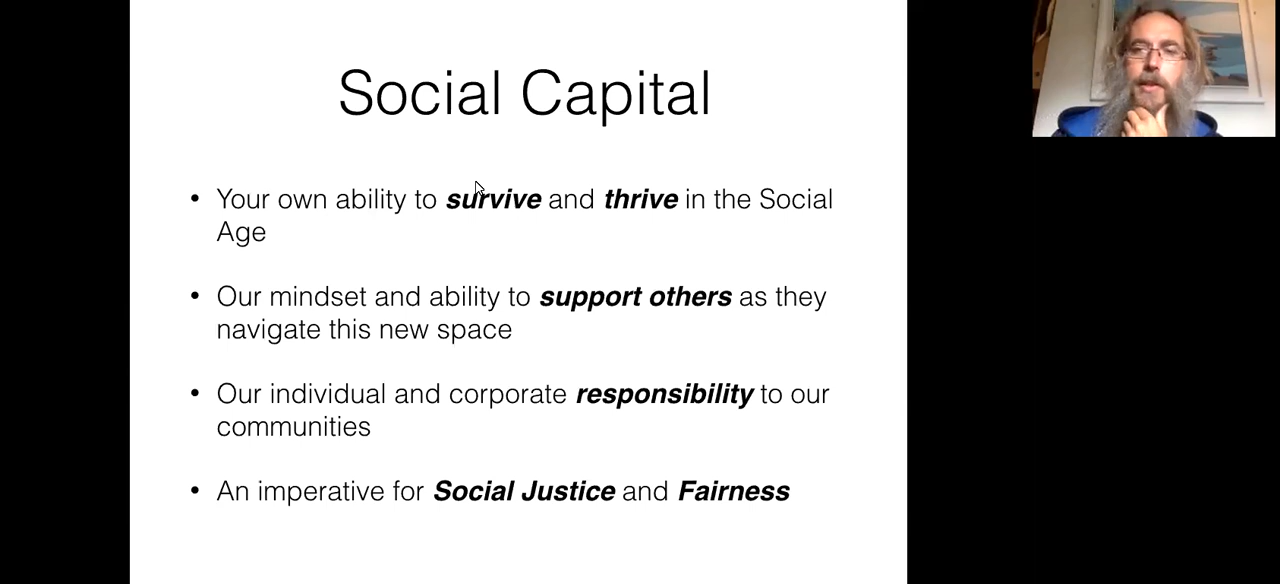 Social Capital
• Your own ability to survive and thrive in the Social
Age
• Our mindset and ability to support others as they
navigate this new space
• Our individual and corporate responsibility to our
communities
• An imperative for Social Justice and Fairness